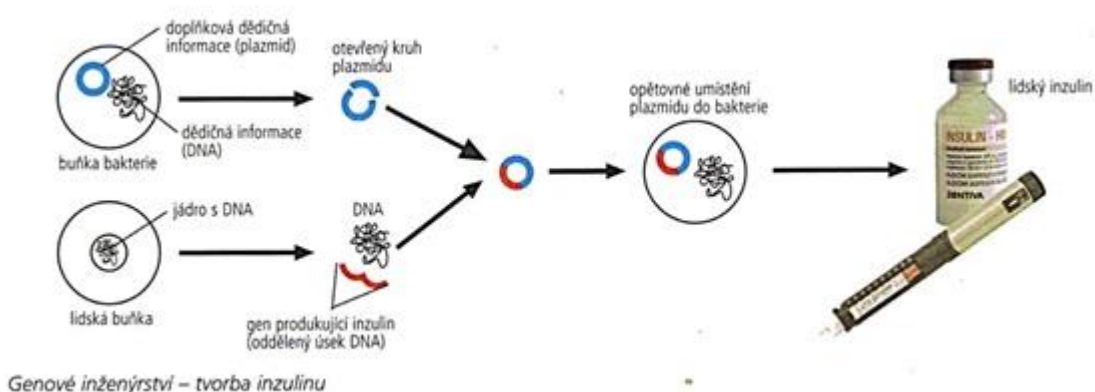 doplňková dědičná
informace (plazmid)
dědičná informace
(DNA)
buňka bakterie
otevřený kruh
plazmidu
jádro s DNA
lidská buňka
DNA
gen produkující inzulin
(oddělený úsek DNA)
opětovné umístění
plazmidu do bakterie
lidský inzulin
INSULIN - HM
ZENTIVA
Genové inženýrství – tvorba inzulinu